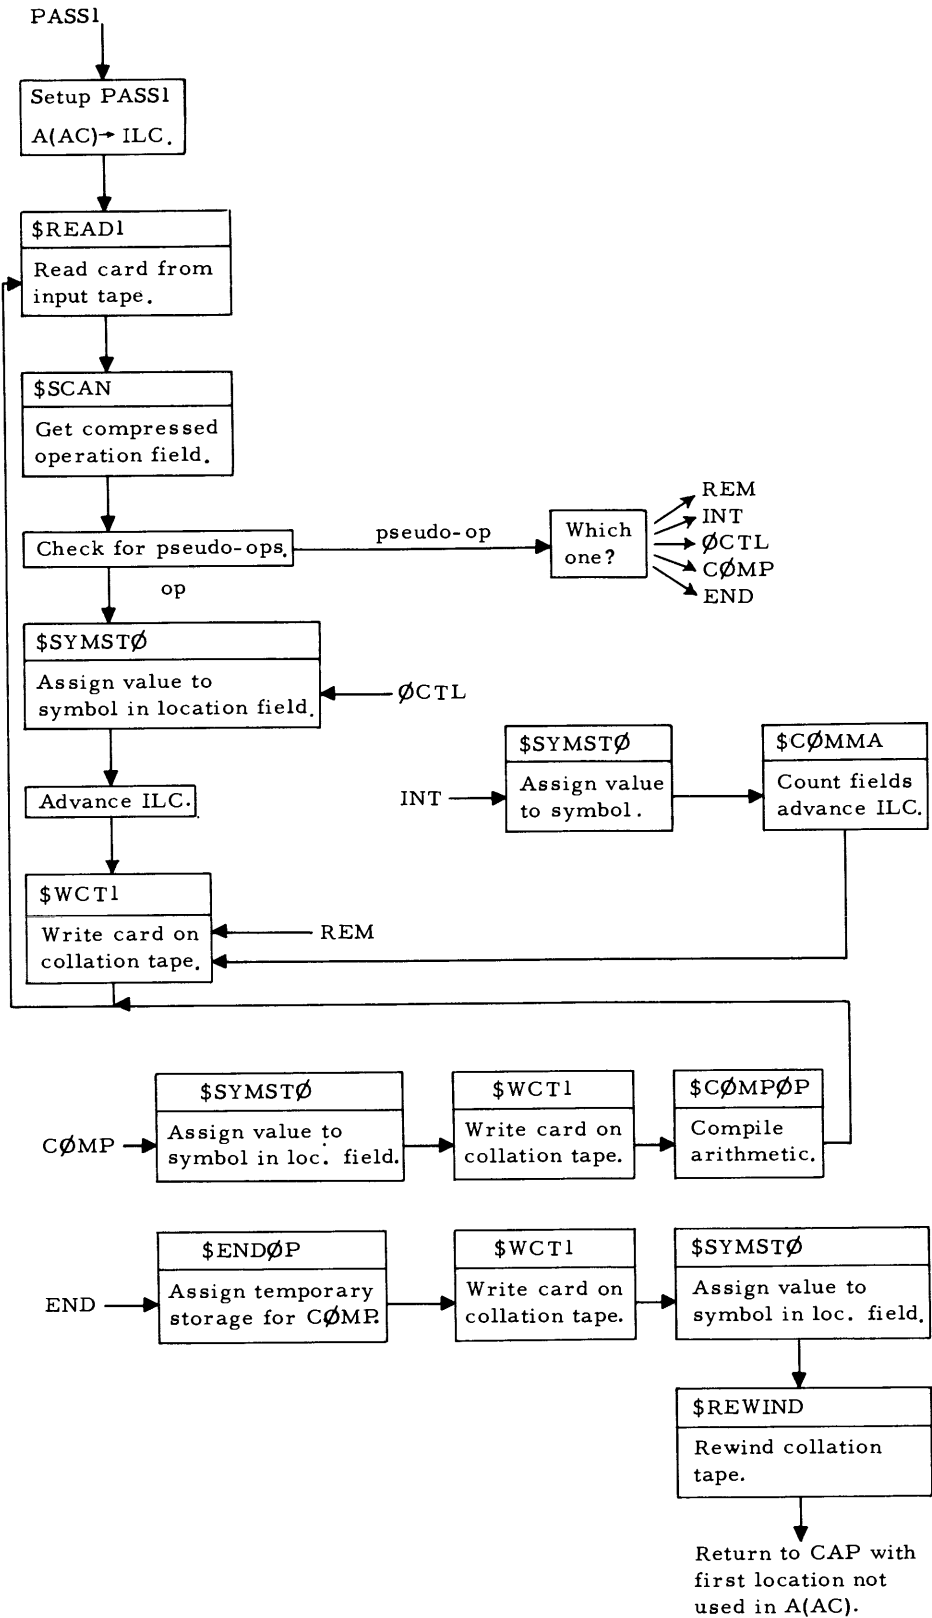 PASS1
Setup PASS1
A(AC)→ ILC.
$READ1
Read card from
input tape.
$SCAN
Get compressed
operation field.
Check for pseudo-ops.
pseudo-op
Which
one?
REM
INT
ØCTL
CØMP
END
op
$SYMSTØ
Assign value to
symbol in location field.
ØCTL
Advance ILC.
INT
$SYMSTØ
Assign value
to symbol.
$CØMMA
Count fields
advance ILC.
$WCT1
Write card on
collation tape.
REM
CØMP
$SYMSTØ
Assign value to
symbol in loc. field.
$WCT1
Write card on
collation tape.
$CØMPØP
Compile
arithmetic.
END
$ENDØP
Assign temporary
storage for CØMP.
$WCT1
Write card on
collation tape.
$SYMSTØ
Assign value to
symbol in loc. field.
$REWIND
Rewind collation
tape.
Return to CAP with
first location not
used in A(AC).